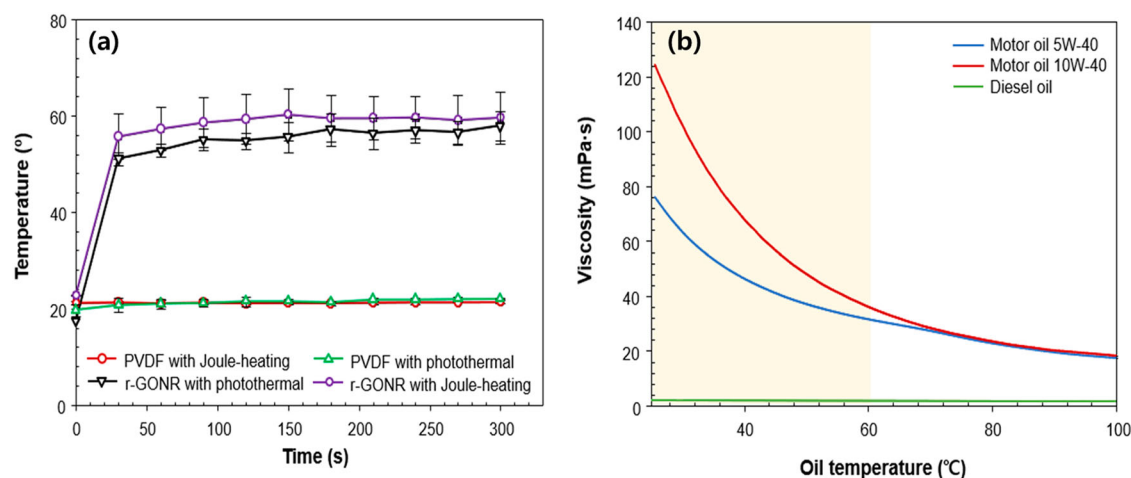 (a)
Temperature (º)
80
60
40
20
0
PVDF with Joule-heating
PVDF with photothermal
r-GONR with photothermal
r-GONR with Joule-heating
0 50 100 150 200 250 300
Time (s)
(b)
Viscosity (mPa·s)
140
120
100
80
60
40
20
0
Motor oil 5W-40
Motor oil 10W-40
Diesel oil
40 60 80 100
Oil temperature (℃)